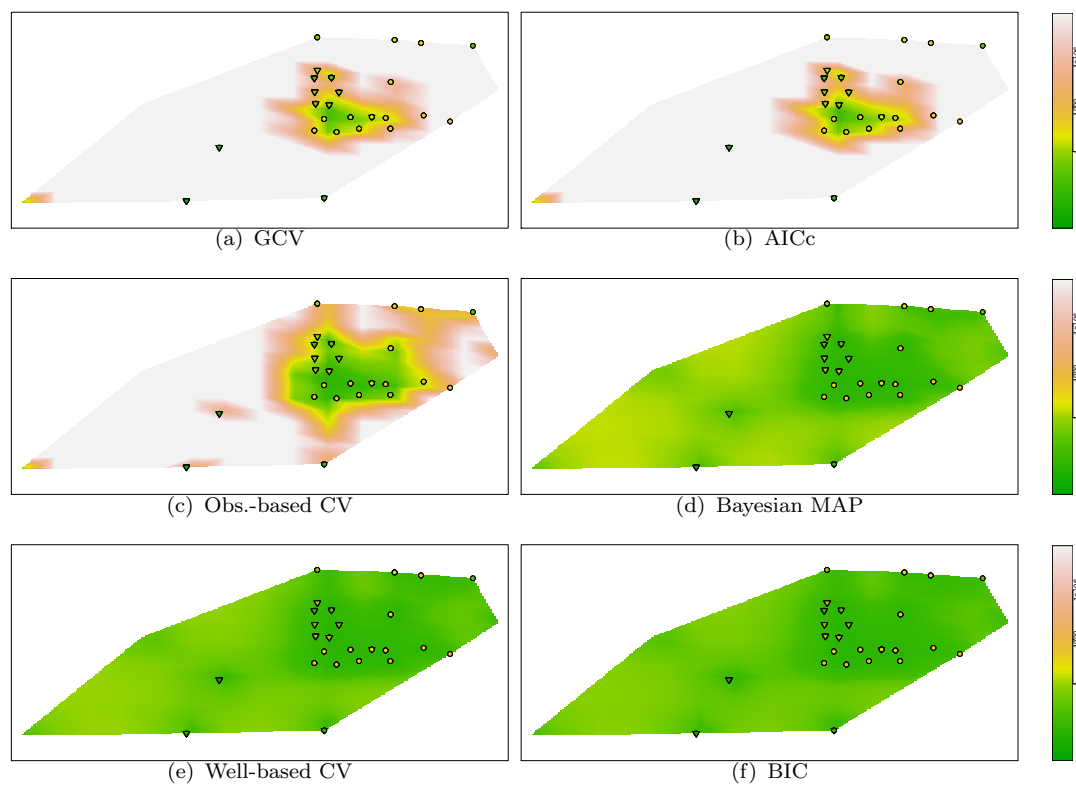 (a) GCV
(b) AICc
(c) Obs.-based CV
(d) Bayesian MAP
(e) Well-based CV
(f) BIC